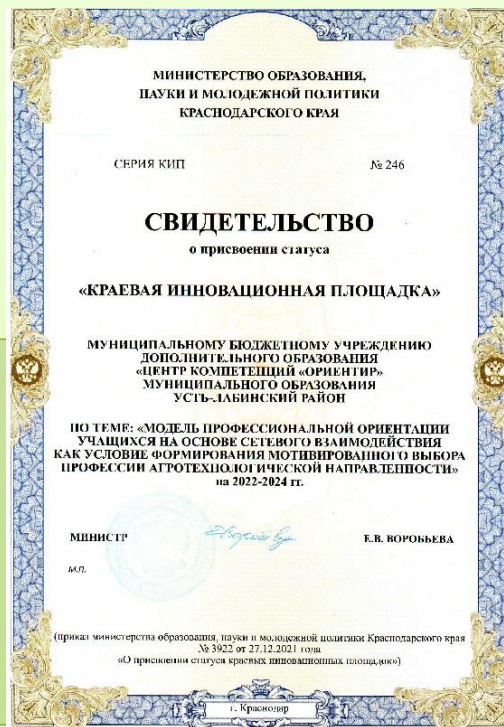 МИНИСТЕРСТВО ОБРАЗОВАНИЯ,
НАУКИ И МОЛОДЕЖНОЙ ПОЛИТИКИ
КРАСНОДАРСКОГО КРАЯ
СЕРИЯ КИП № 246
СВИДЕТЕЛЬСТВО
о присвоении статуса
«КРАЕВАЯ ИННОВАЦИОННАЯ ПЛОЩАДКА»
МУНИЦИПАЛЬНОМУ БЮДЖЕТНОМУ УЧРЕЖДЕНИЮ
ДОПОЛНИТЕЛЬНОГО ОБРАЗОВАНИЯ
«ЦЕНТР КОМПЕТЕНЦИЙ «ОРИЕНТИР»
МУНИЦИПАЛЬНОГО ОБРАЗОВАНИЯ
УСТЬ-ЛАБИНСКИЙ РАЙОН
ПО ТЕМЕ: «МОДЕЛЬ ПРОФЕССИОНАЛЬНОЙ ОРИЕНТАЦИИ
УЧАЩИХСЯ НА ОСНОВЕ СЕТЕВОГО ВЗАИМОДЕЙСТВИЯ
КАК УСЛОВИЕ ФОРМИРОВАНИЯ МОТИВИРОВАННОГО ВЫБОРА
ПРОФЕССИИ АГРОТЕХНОЛОГИЧЕСКОЙ НАПРАВЛЕННОСТИ»
на 2022-2024 гг.
МИНИСТР Е.В. ВОРОБЬЕВА
М.П.
(приказ министерства образования, науки и молодежной политики Краснодарского края
№ 3922 от 27.12.2021 года
«О присвоении статуса краевых инновационных площадок»)
г. Краснодар